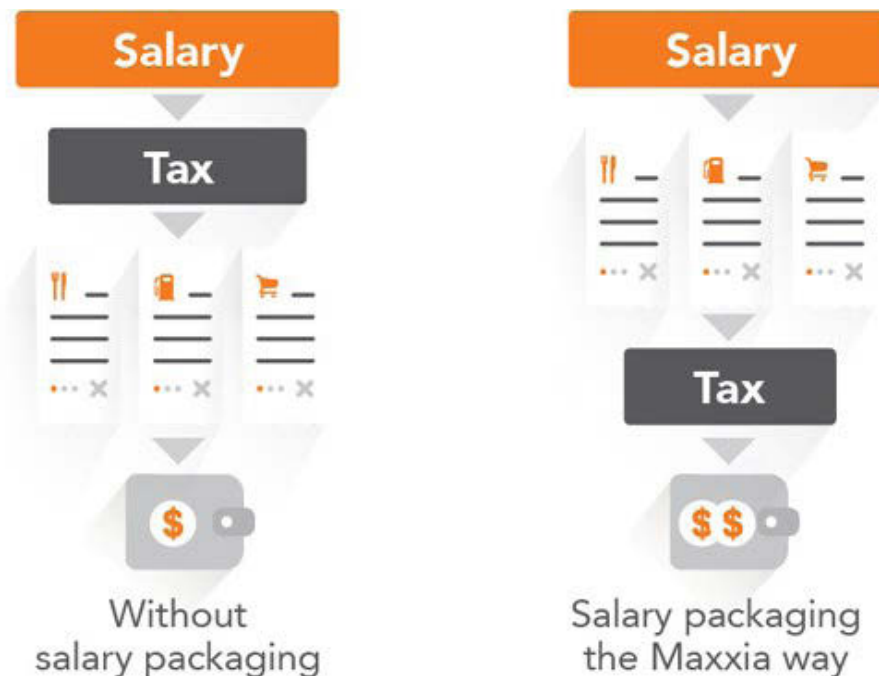 Salary
Tax
$
Without
salary packaging
Salary
Tax
$$
Salary packaging
the Maxxia way